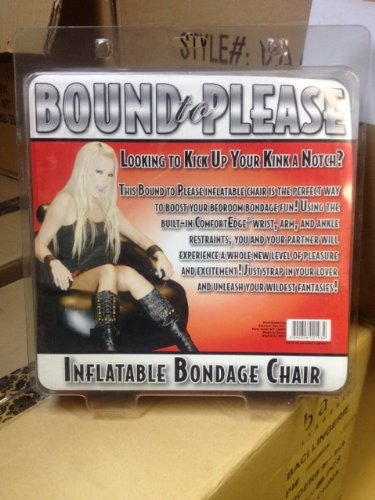 STYLE#:
BOUND to PLEASE
LOOKING TO KICK UP YOUR KINK A NOTCH?
THIS BOUND TO PLEASE INFLATABLE CHAIR IS THE PERFECT WAY
TO BOOST YOUR BEDROOM BONDAGE FUN! USING THE
BUILT-IN COMFORTEDGE WRIST, ARM, AND ANKLE
RESTRAINTS, YOU AND YOUR PARTNER WILL
EXPERIENCE A WHOLE NEW LEVEL OF PLEASURE
AND EXCITEMENT! JUST STRAP IN YOUR LOVER
AND UNLEASH YOUR WILDEST FANTASIES!
INFLATABLE BONDAGE CHAIR
BACI LINGERIE